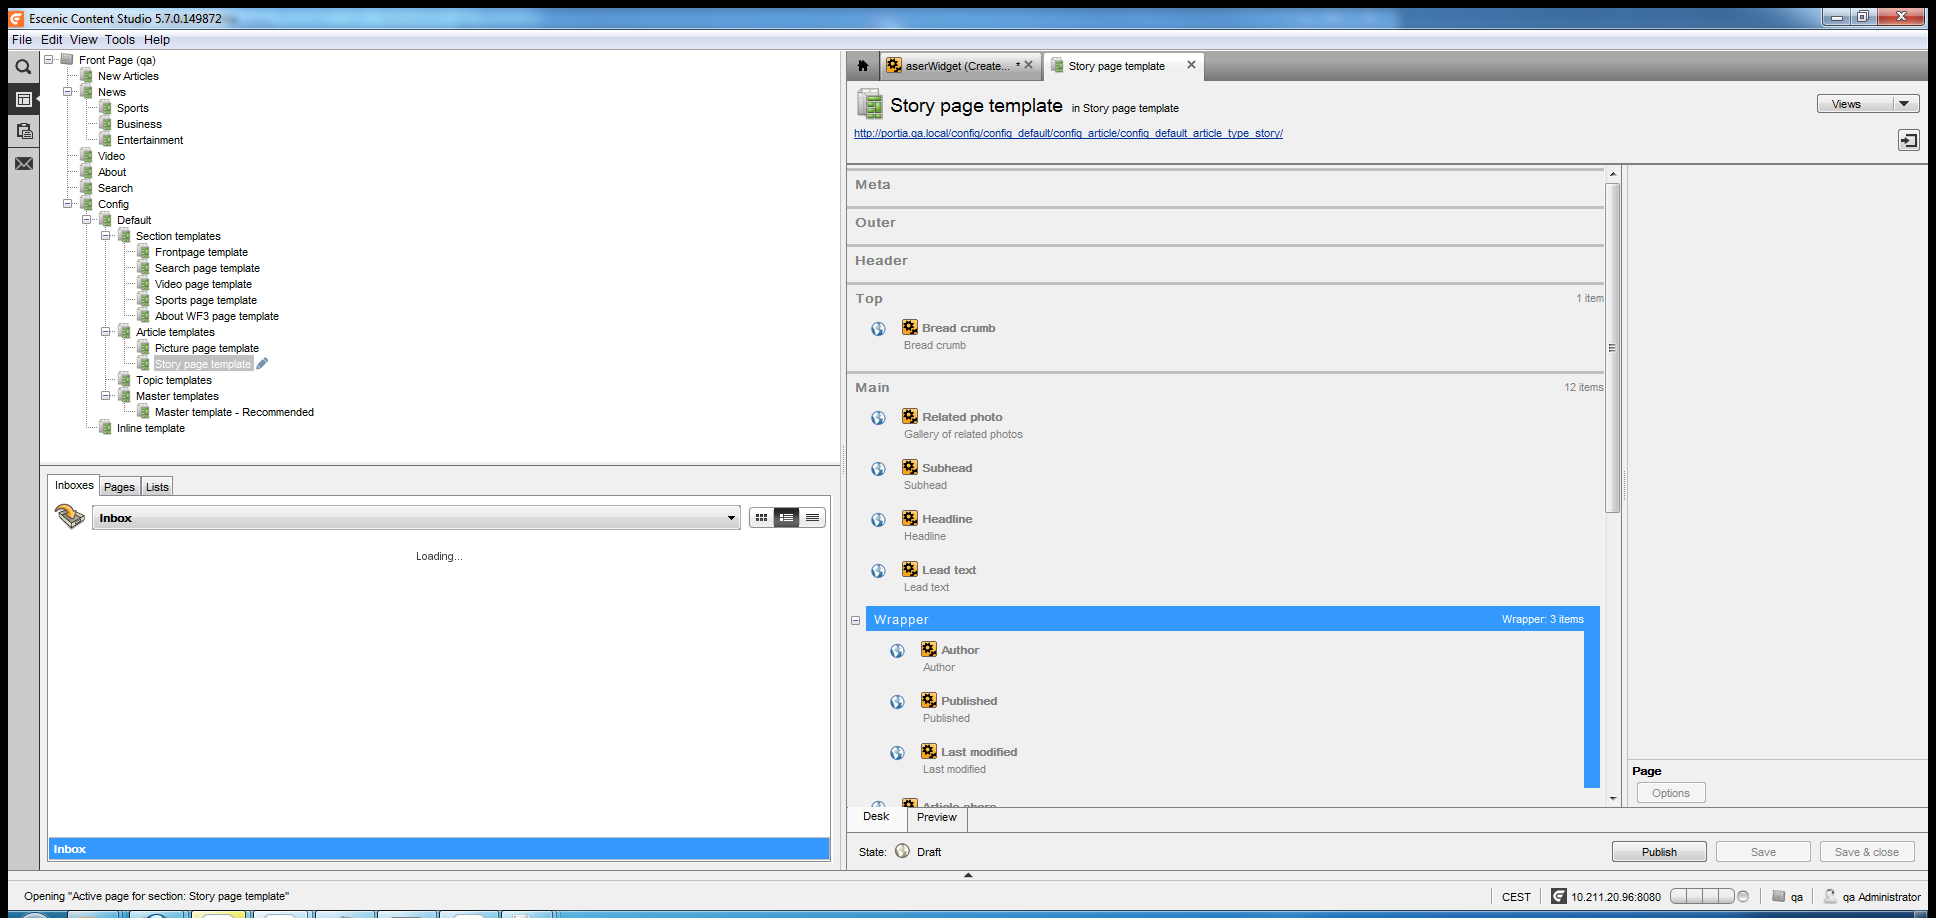 Escenic Content Studio 5.7.0.149872
File Edit View Tools Help
Front Page (qa)
New Articles
News
Sports
Business
Entertainment
Video
About
Search
Config
Default
Section templates
Frontpage template
Search page template
Video page template
Sports page template
About WF3 page template
Article templates
Picture page template
Story page template
Topic templates
Master templates
Master template - Recommended
Inline template
Inboxes Pages Lists
Inbox
Loading...
Inbox
aserWidget (Create... *
Story page template
Story page template in Story page template
Views
http://portia.qa.local/config/config_default/config_article/config_default_article_type_story/
Meta
Outer
Header
Top 1 item
Bread crumb
Bread crumb
Main 12 items
Related photo
Gallery of related photos
Subhead
Subhead
Headline
Headline
Lead text
Lead text
Wrapper Wrapper: 3 items
Author
Author
Published
Published
Last modified
Last modified
Article share
Page
Options
Desk Preview
State: Draft
Publish Save Save & close
Opening "Active page for section: Story page template"
CEST 10.211.20.96:8080 qa qa Administrator